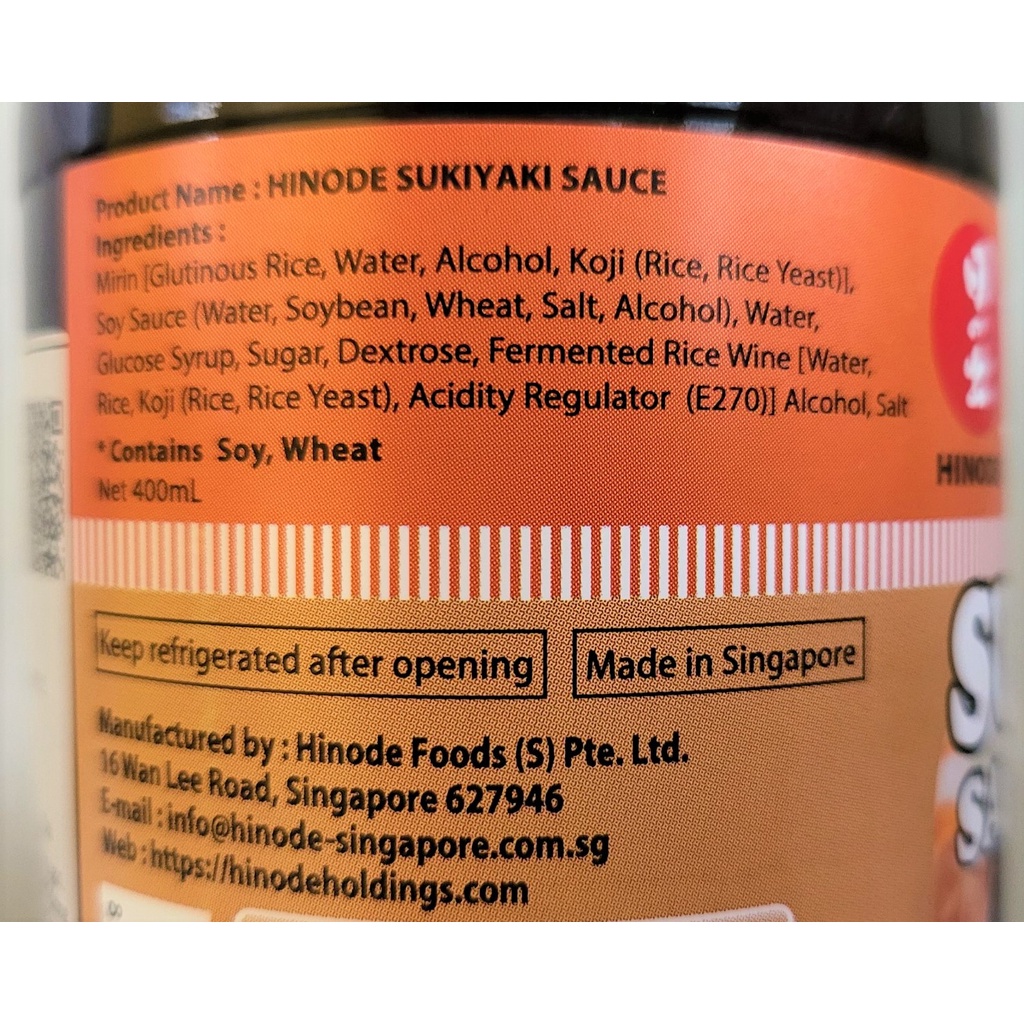 Product Name : HINODE SUKIYAKI SAUCE
Ingredients :
Mirin [Glutinous Rice, Water, Alcohol, Koji (Rice, Rice Yeast)],
Soy Sauce (Water, Soybean, Wheat, Salt, Alcohol), Water,
Glucose Syrup, Sugar, Dextrose, Fermented Rice Wine [Water,
Rice, Koji (Rice, Rice Yeast), Acidity Regulator (E270)] Alcohol, Salt
* Contains Soy, Wheat
Net 400mL
HINODE
Keep refrigerated after opening
Made in Singapore
Manufactured by : Hinode Foods (S) Pte. Ltd.
16 Wan Lee Road, Singapore 627946
E-mail : info@hinode-singapore.com.sg
Web : https://hinodeholdings.com